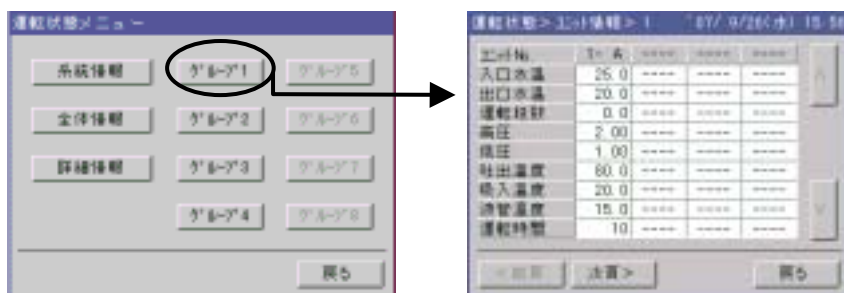 運転状態メニュー
系統情報 ｸﾞﾙｰﾌﾟ1 ｸﾞﾙｰﾌﾟ5
全体情報 ｸﾞﾙｰﾌﾟ2 ｸﾞﾙｰﾌﾟ6
詳細情報 ｸﾞﾙｰﾌﾟ3 ｸﾞﾙｰﾌﾟ7
ｸﾞﾙｰﾌﾟ4 ｸﾞﾙｰﾌﾟ8
戻る
運転状態> ﾕﾆｯﾄ情報> 1 '07/ 9/26(水) 15:
ﾕﾆｯﾄNo. 1- A ---- ---- ----
入口水温 25.0 ---- ---- ----
出口水温 20.0 ---- ---- ----
運転段数 0.0 ---- ---- ----
高圧 2.00 ---- ---- ----
低圧 1.00 ---- ---- ----
吐出温度 80.0 ---- ---- ----
吸入温度 20.0 ---- ---- ----
液管温度 15.0 ---- ---- ----
運転時間 10 ---- ---- ----
<前頁 次頁> 戻る